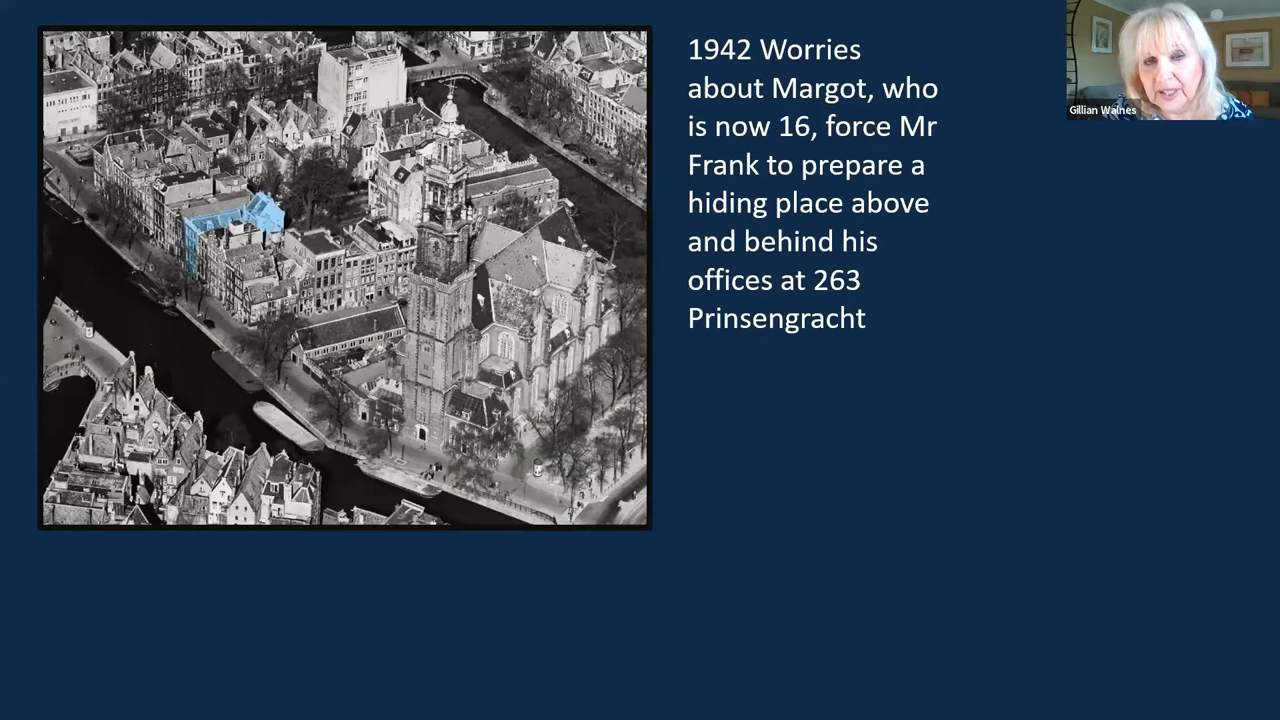 1942 Worries
about Margot, who
is now 16, force Mr
Frank to prepare a
hiding place above
and behind his
offices at 263
Prinsengracht
Gillian Walnes